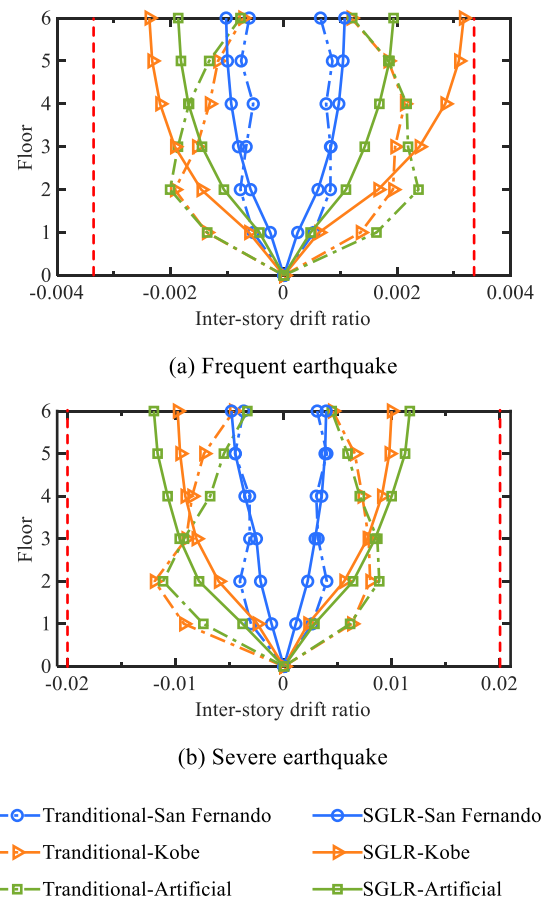 6
5
4
3
2
1
0
Floor
-0.004 -0.002 0 0.002 0.004
Inter-story drift ratio
(a) Frequent earthquake
6
5
4
3
2
1
0
Floor
-0.02 -0.01 0 0.01 0.02
Inter-story drift ratio
(b) Severe earthquake
Tranditional-San Fernando SGLR-San Fernando
Tranditional-Kobe SGLR-Kobe
Tranditional-Artificial SGLR-Artificial